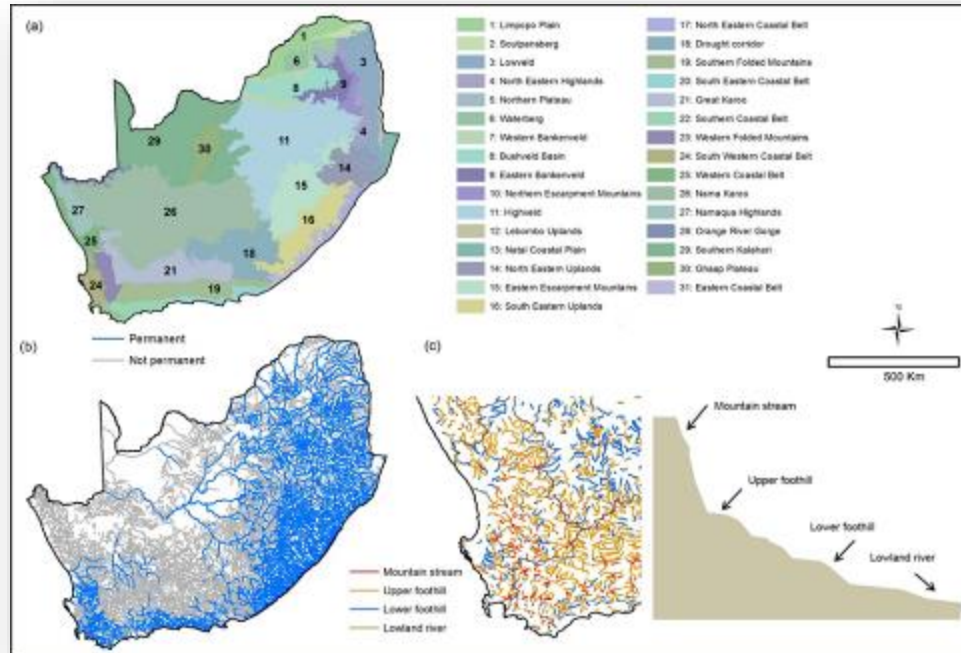 (a)
1
6
3
8
9
4
29
30
11
14
15
27
26
16
25
18
21
24
19
1: Limpopo Plain
2: Soutpansberg
3: Lowveld
4: North Eastern Highlands
5: Northern Plateau
6: Waterberg
7: Western Bankenveld
8: Bushveld Basin
9: Eastern Bankenveld
10: Northern Escarpment Mountains
11: Highveld
12: Lebombo Uplands
13: Natal Coastal Plain
14: North Eastern Uplands
15: Eastern Escarpment Mountains
16: South Eastern Uplands
17: North Eastern Coastal Belt
18: Drought corridor
19: Southern Folded Mountains
20: South Eastern Coastal Belt
21: Great Karoo
22: Southern Coastal Belt
23: Western Folded Mountains
24: South Western Coastal Belt
25: Western Coastal Belt
26: Nama Karoo
27: Namaqua Highlands
28: Orange River Gorge
29: Southern Kalahari
30: Ghaap Plateau
31: Eastern Coastal Belt
N
500 Km
(b)
Permanent
Not permanent
(c)
Mountain stream
Upper foothill
Lower foothill
Lowland river
Mountain stream
Upper foothill
Lower foothill
Lowland river